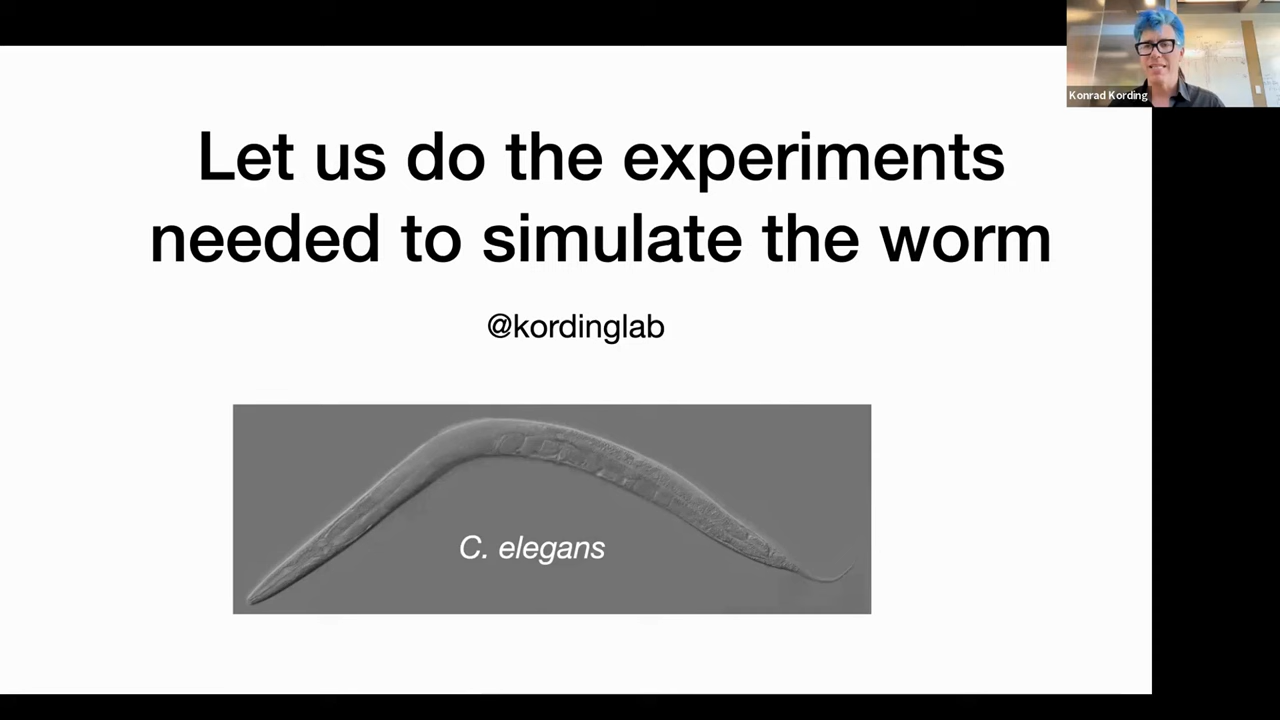 Konrad Kording
Let us do the experiments
needed to simulate the worm
@kordinglab
C. elegans